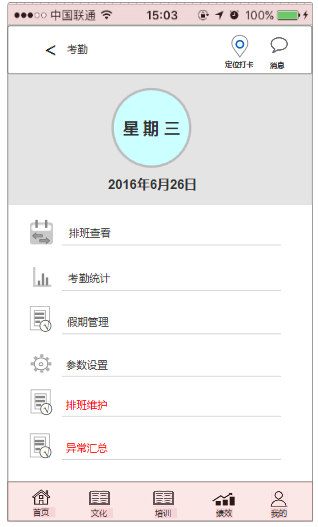 中国联通 15:03 100%
考勤
定位打卡 消息
星期三
2016年6月26日
排班查看
考勤统计
假期管理
参数设置
排班维护
异常汇总
首页 文化 培训 绩效 我的